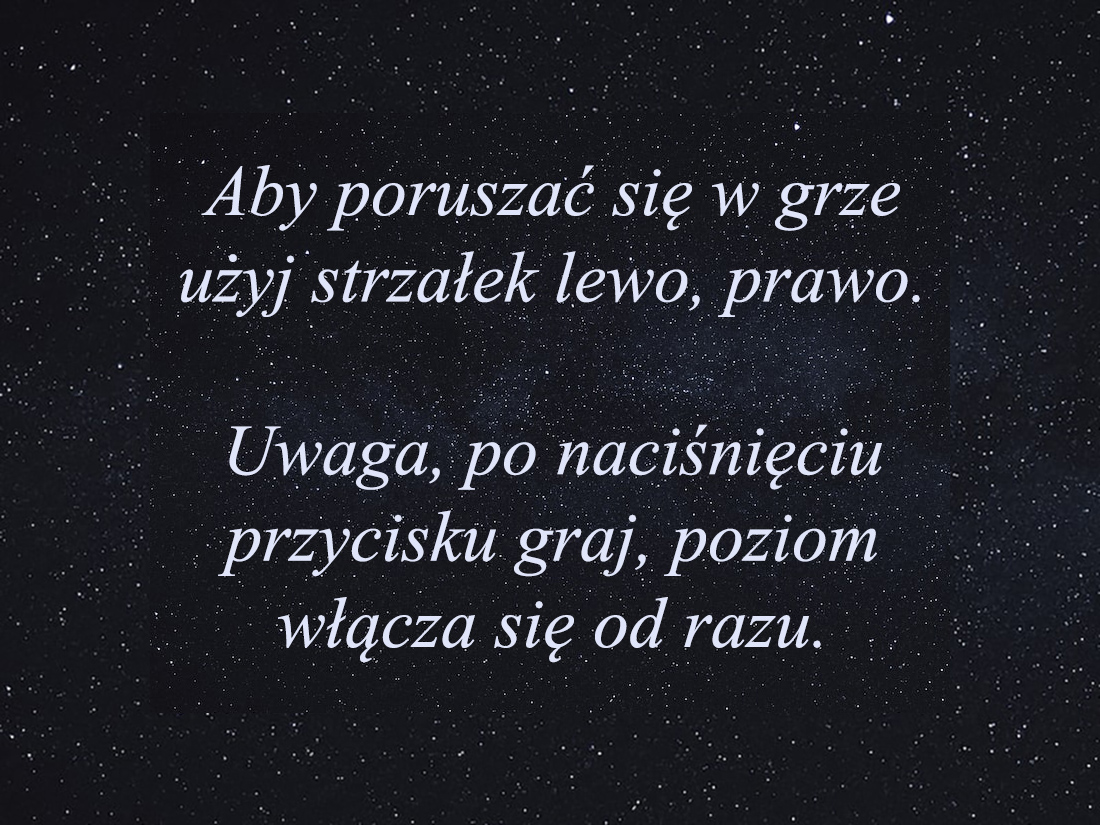 Aby poruszać się w grze
użyj strzałek lewo, prawo.
Uwaga, po naciśnięciu
przycisku graj, poziom
włącza się od razu.